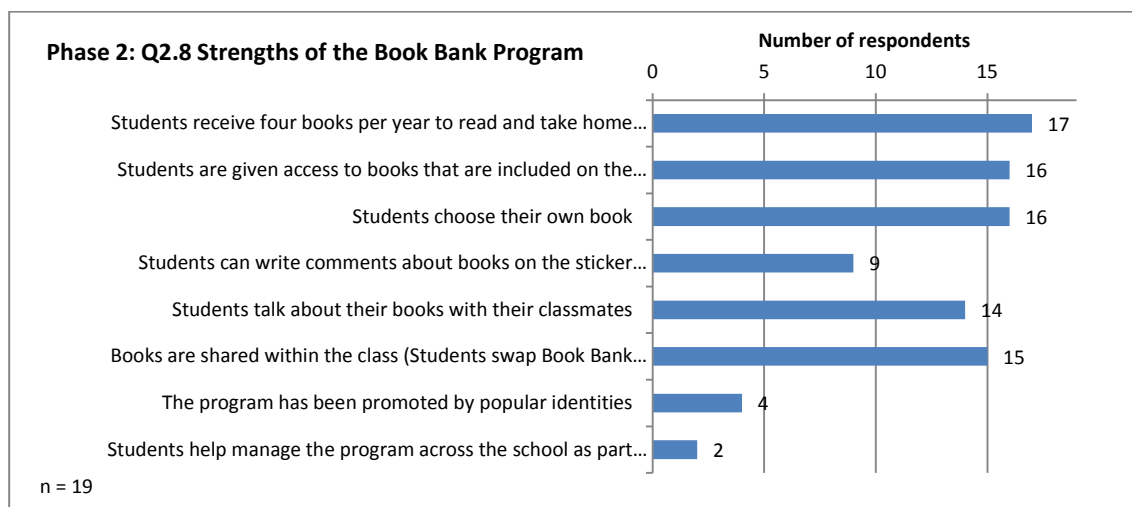 Phase 2: Q2.8 Strengths of the Book Bank Program
Number of respondents
0 5 10 15
Students receive four books per year to read and take home... 17
Students are given access to books that are included on the... 16
Students choose their own book 16
Students can write comments about books on the sticker... 9
Students talk about their books with their classmates 14
Books are shared within the class (Students swap Book Bank... 15
The program has been promoted by popular identities 4
Students help manage the program across the school as part... 2
n = 19